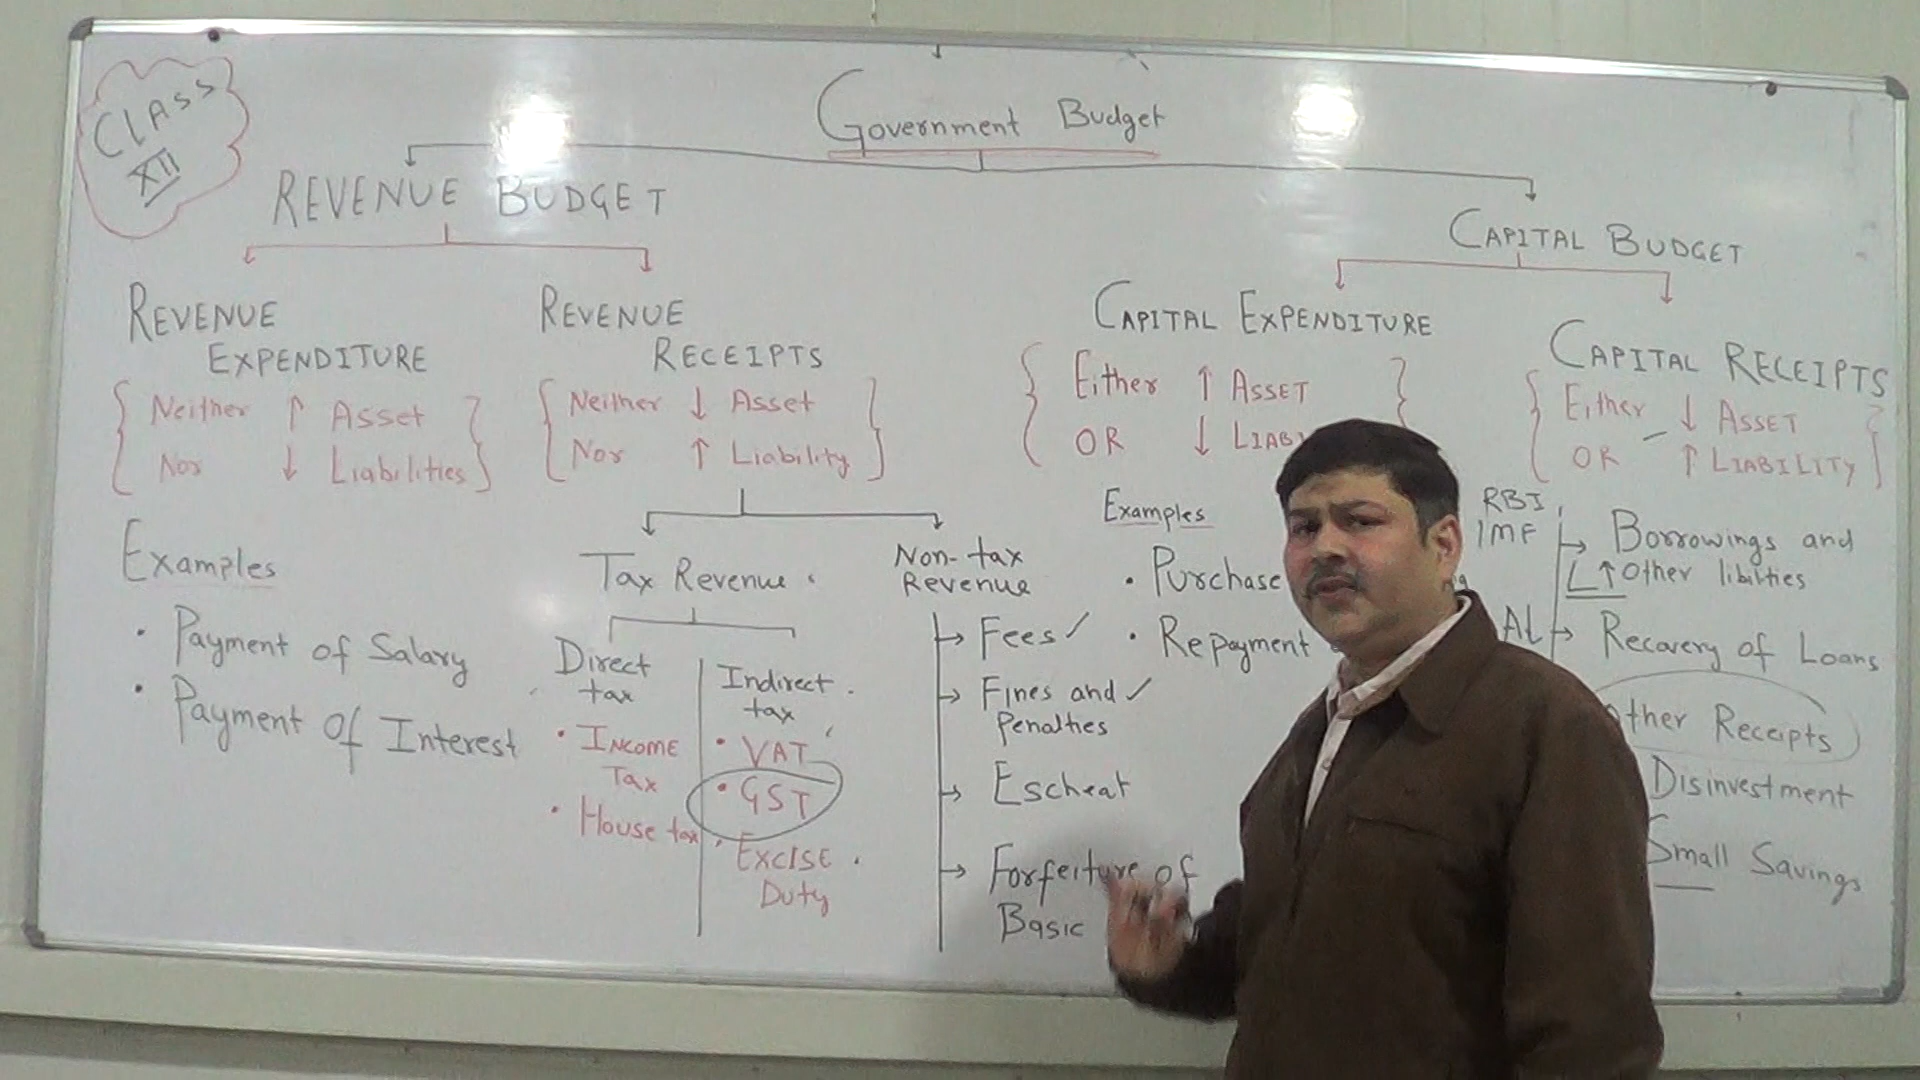 CLASS
XII
Government Budget
REVENUE BUDGET
CAPITAL BUDGET
REVENUE
EXPENDITURE
Neither ↑ Asset
Nor ↓ Liabilities
Examples
• Payment of Salary
• Payment Of Interest
REVENUE
RECEIPTS
Neither ↓ Asset
Nor ↑ Liability
Tax Revenue
Direct
tax
• INCOME
TAX
• House tax
Indirect
tax
• VAT
• GST
• EXCISE
Duty
Non-tax
Revenue
Fees ✓
Fines and ✓
Penalties
Escheat
Forfeiture of
Basic
CAPITAL EXPENDITURE
Either ↑ ASSET
OR ↓
Examples
• Purchase
• Repayment
CAPITAL RECEIPTS
Either ↓ ASSET
OR ↑ LIABILITY
RBI,
IMF
Borrowings and
↑ Other libilties
Recovery of Loans
Receipts
Disinvestment
Small Savings